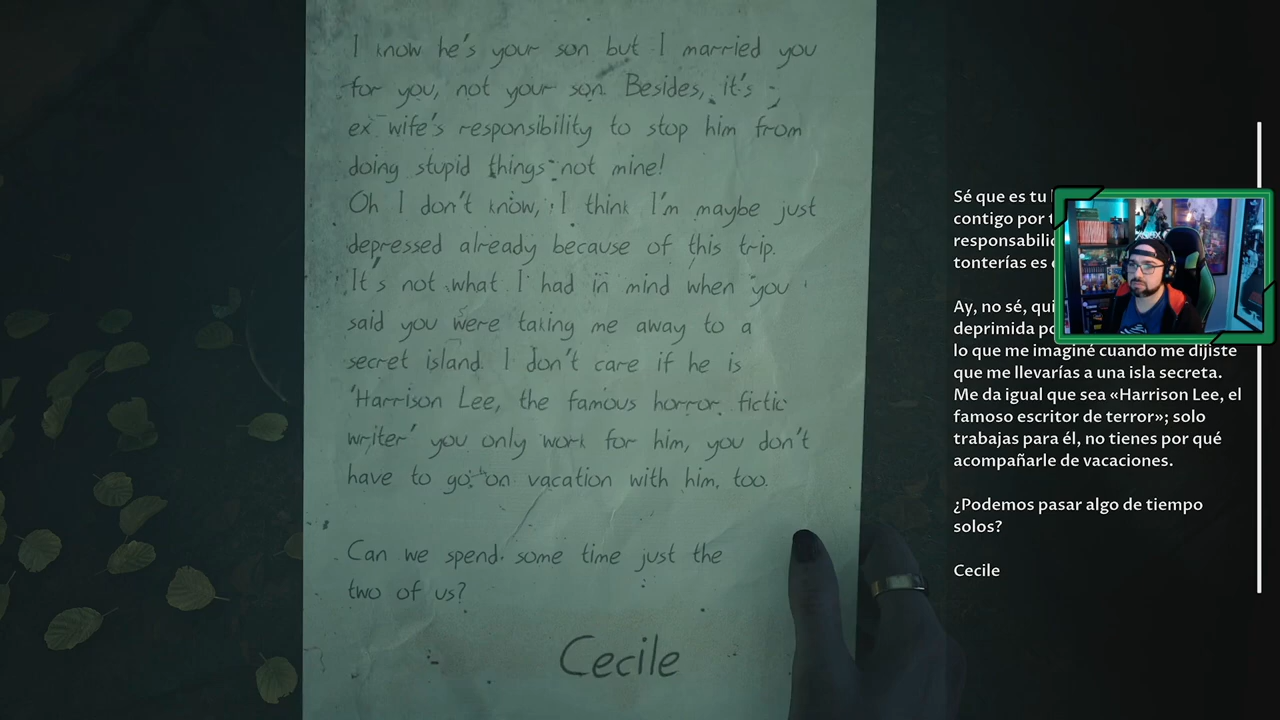 I know he's your son but I married you
for you, not your son. Besides, it's
ex wife's responsibility to stop him from
doing stupid things not mine!
Oh I don't know, I think I'm maybe just
depressed already because of this trip.
It's not what I had in mind when you
said you were taking me away to a
secret island. I don't care if he is
'Harrison Lee, the famous horror fictic
writer' you only work for him, you don't
have to go on vacation with him, too.
Can we spend some time just the
two of us?
Cecile
Sé que es tu
contigo por
tonterías es
Ay, no sé,
deprimida
lo que me imaginé cuando me dijiste
que me llevarías a una isla secreta.
Me da igual que sea «Harrison Lee, el
famoso escritor de terror»; solo
trabajas para él, no tienes por qué
acompañarle de vacaciones.
¿Podemos pasar algo de tiempo
solos?
Cecile